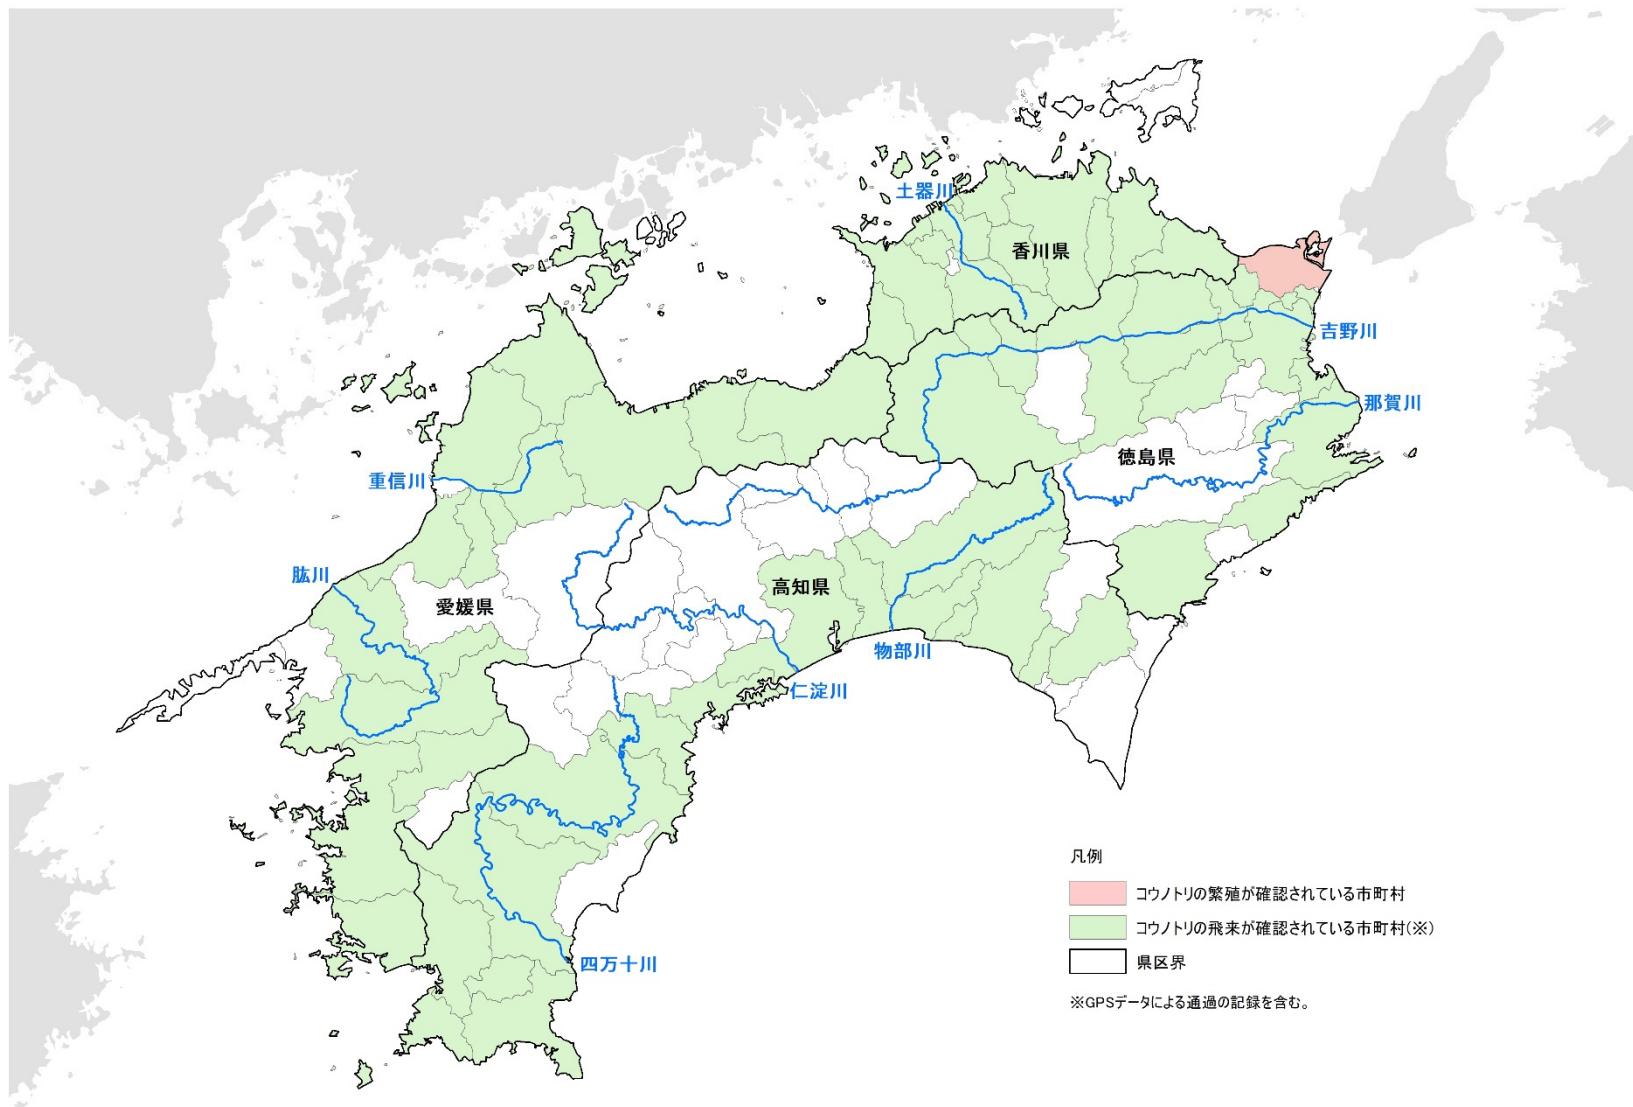 土器川
香川県
吉野川
那賀川
徳島県
重信川
肱川
愛媛県
高知県
物部川
仁淀川
四万十川
凡例
コウノトリの繁殖が確認されている市町村
コウノトリの飛来が確認されている市町村(※)
県区界
※GPSデータによる通過の記録を含む。